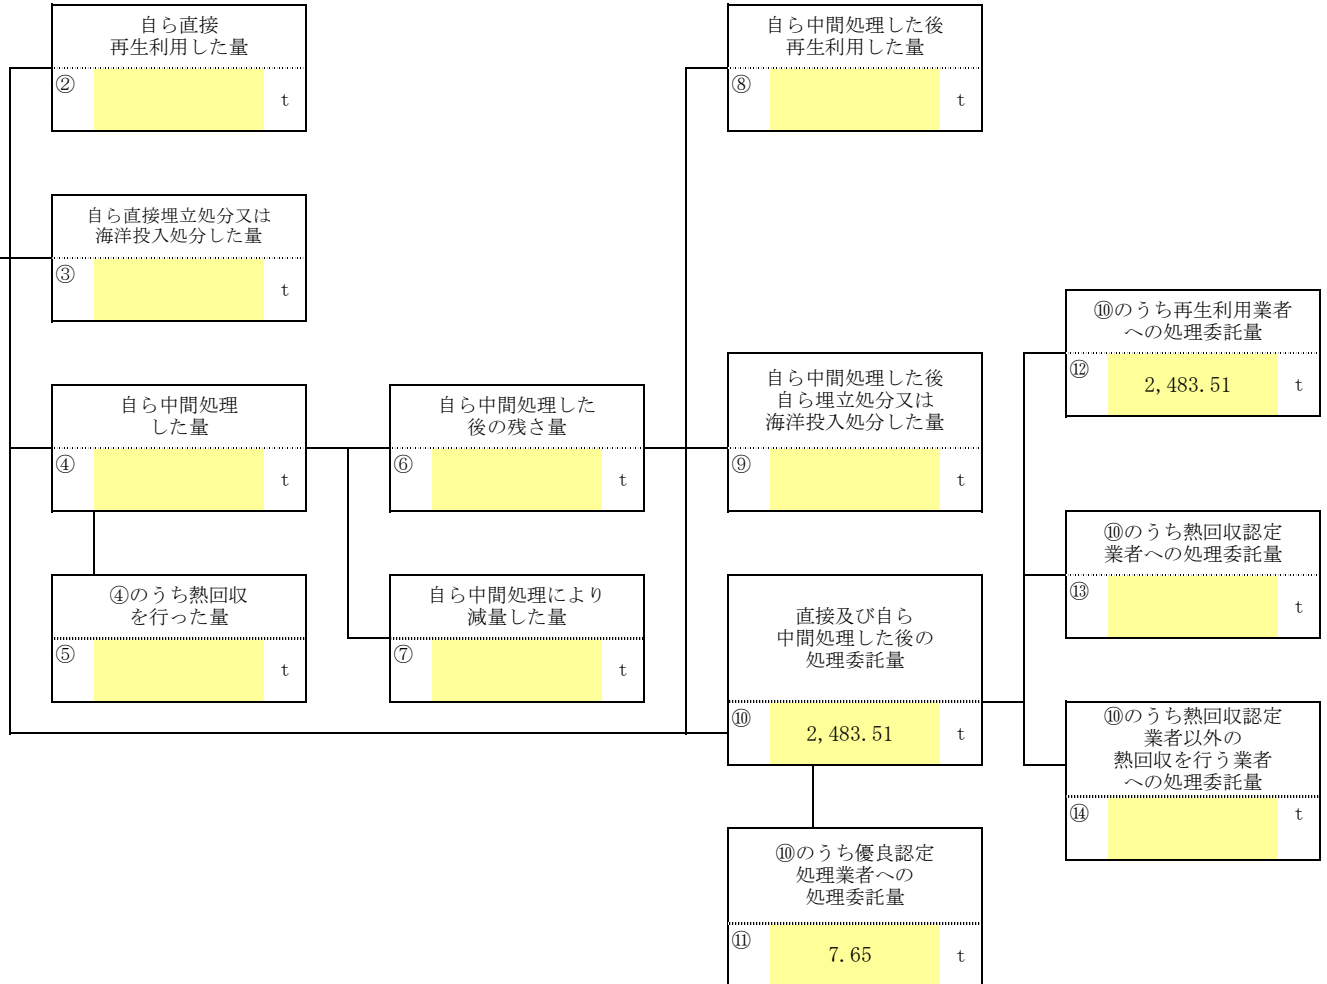 自ら直接
再生利用した量
②
t
自ら中間処理した後
再生利用した量
⑧
t
自ら直接埋立処分又は
海洋投入処分した量
③
t
⑩のうち再生利用業者
への処理委託量
⑫
2,483.51
t
自ら中間処理
した量
④
t
自ら中間処理した
後の残さ量
⑥
t
自ら中間処理した後
自ら埋立処分又は
海洋投入処分した量
⑨
t
⑩のうち熱回収認定
業者への処理委託量
⑬
t
④のうち熱回収
を行った量
⑤
t
自ら中間処理により
減量した量
⑦
t
直接及び自ら
中間処理した後の
処理委託量
⑩
2,483.51
t
⑩のうち熱回収認定
業者以外の
熱回収を行う業者
への処理委託量
⑭
t
⑩のうち優良認定
処理業者への
処理委託量
⑪
7.65
t